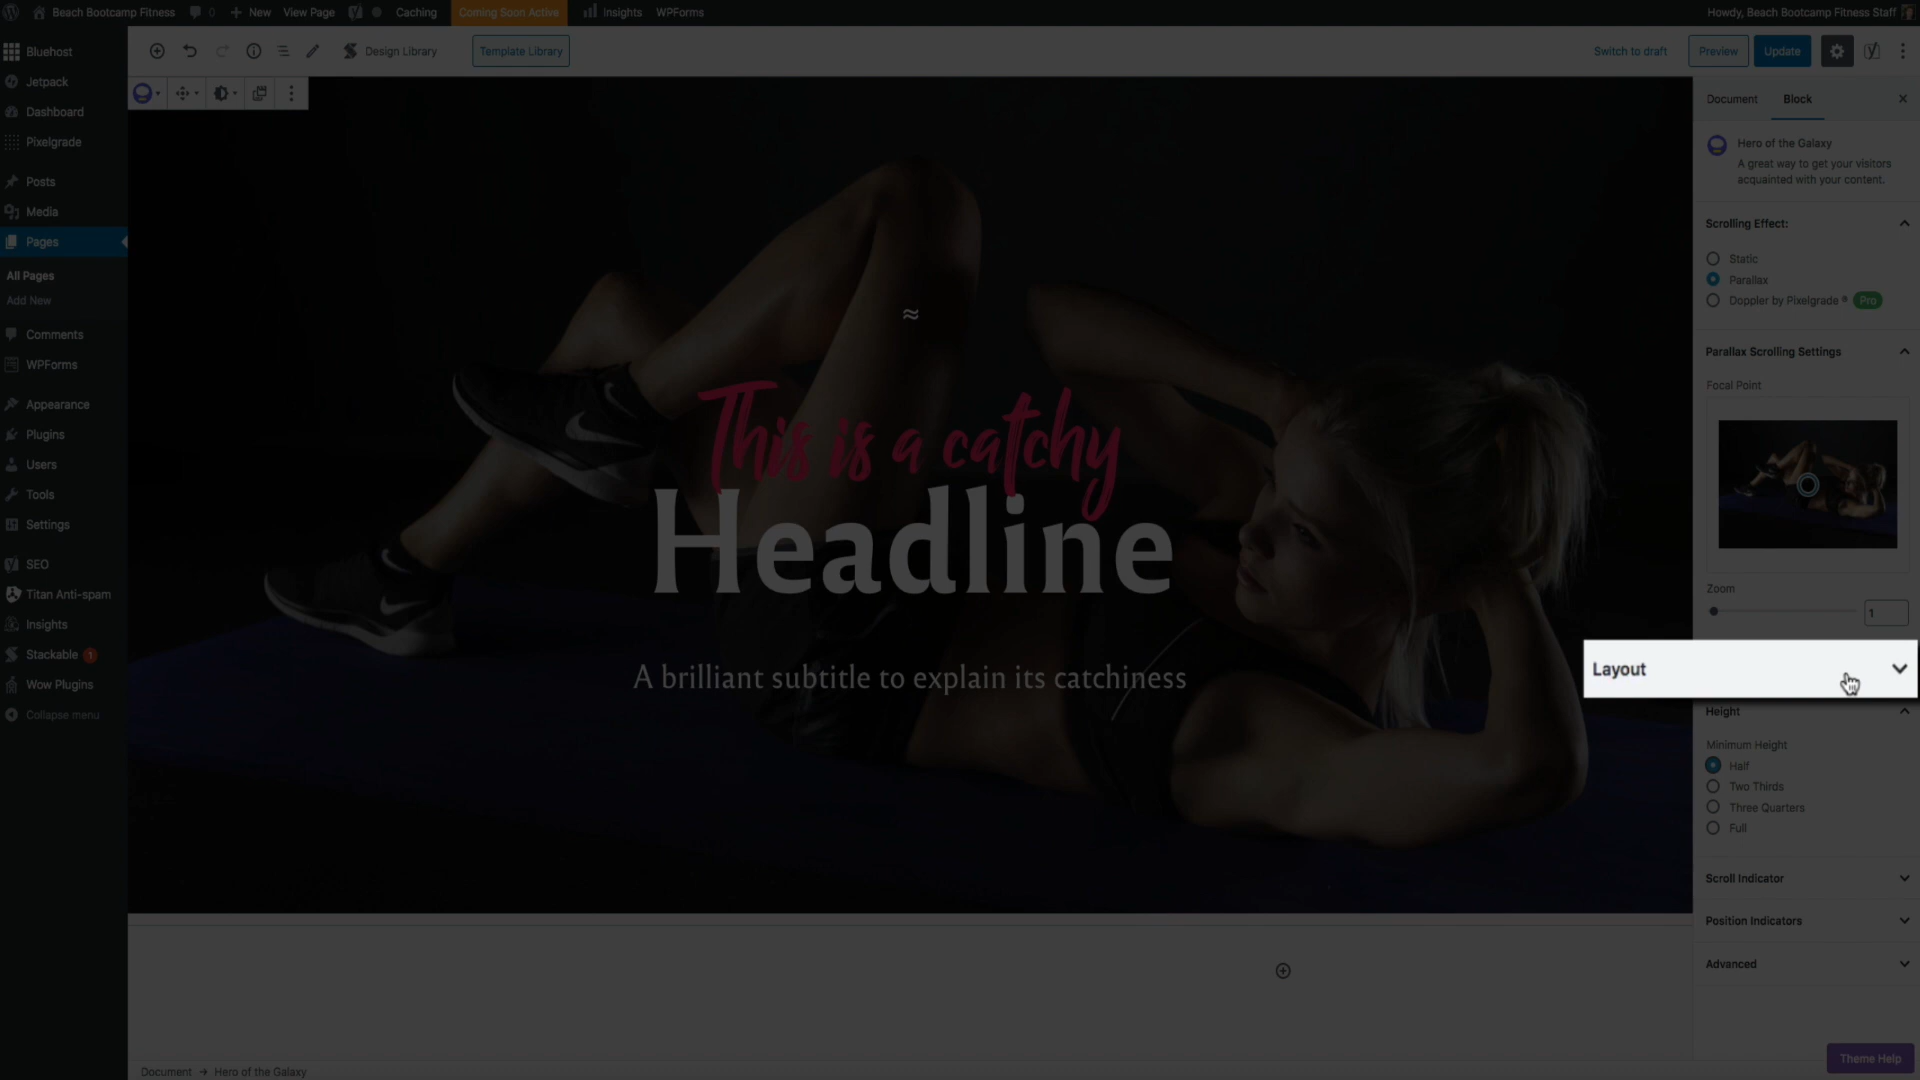 Beach Bootcamp Fitness 0 New View Page Caching Coming Soon Active Insights WPForms Howdy, Beach Bootcamp Fitness Staff
Design Library Template Library Switch to draft Preview Update
Bluehost
Jetpack
Dashboard
Pixelgrade
Posts
Media
Pages
All Pages
Add New
Comments
WPForms
Appearance
Plugins
Users
Tools
Settings
SEO
Titan Anti-spam
Insights
Stackable 1
Wow Plugins
Collapse menu
This is a catchy
Headline
A brilliant subtitle to explain its catchiness
Document Block
Hero of the Galaxy
A great way to get your visitors
acquainted with your content.
Scrolling Effect:
Static
Parallax
Doppler by Pixelgrade ® Pro
Parallax Scrolling Settings
Focal Point
Zoom
1
Layout
Height
Minimum Height
Half
Two Thirds
Three Quarters
Full
Scroll Indicator
Position Indicators
Advanced
Theme Help
Document → Hero of the Galaxy